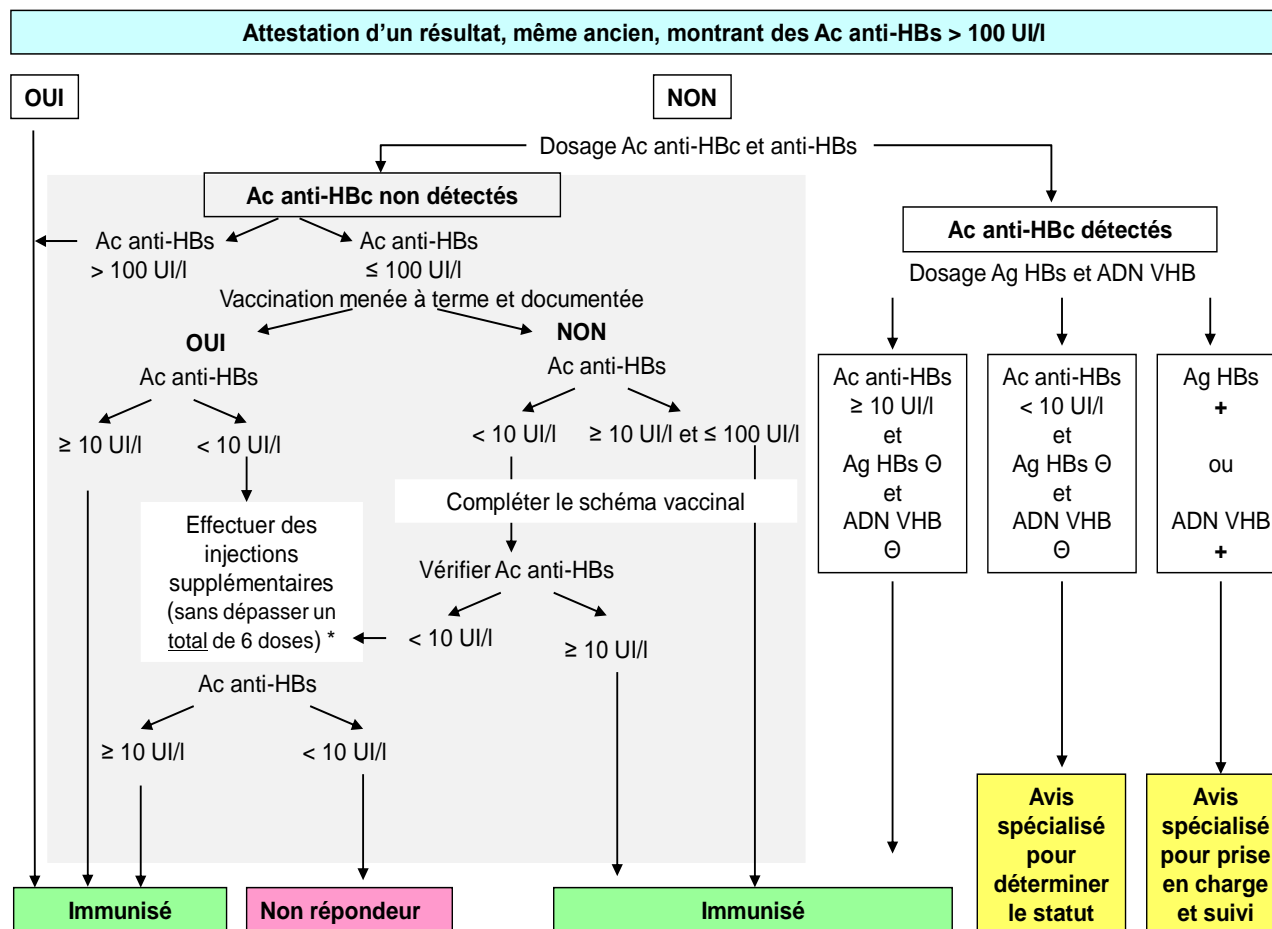 Attestation d'un résultat, même ancien, montrant des Ac anti-HBs > 100 UI/l
OUI
NON
Dosage Ac anti-HBc et anti-HBs
Ac anti-HBc non détectés
Ac anti-HBs
> 100 UI/l
Ac anti-HBs
≤ 100 UI/l
Vaccination menée à terme et documentée
OUI
Ac anti-HBs
≥ 10 UI/l
< 10 UI/l
Effectuer des
injections
supplémentaires
(sans dépasser un
total de 6 doses) *
Ac anti-HBs
≥ 10 UI/l
< 10 UI/l
NON
Ac anti-HBs
< 10 UI/l
≥ 10 UI/l et ≤ 100 UI/l
Compléter le schéma vaccinal
Vérifier Ac anti-HBs
< 10 UI/l
≥ 10 UI/l
Ac anti-HBc détectés
Dosage Ag HBs et ADN VHB
Ac anti-HBs
≥ 10 UI/l
et
Ag HBs Θ
et
ADN VHB
Θ
Ac anti-HBs
< 10 UI/l
et
Ag HBs Θ
et
ADN VHB
Θ
Ag HBs
+
ou
ADN VHB
+
Immunisé
Non répondeur
Immunisé
Avis
spécialisé
pour
déterminer
le statut
Avis
spécialisé
pour prise
en charge
et suivi